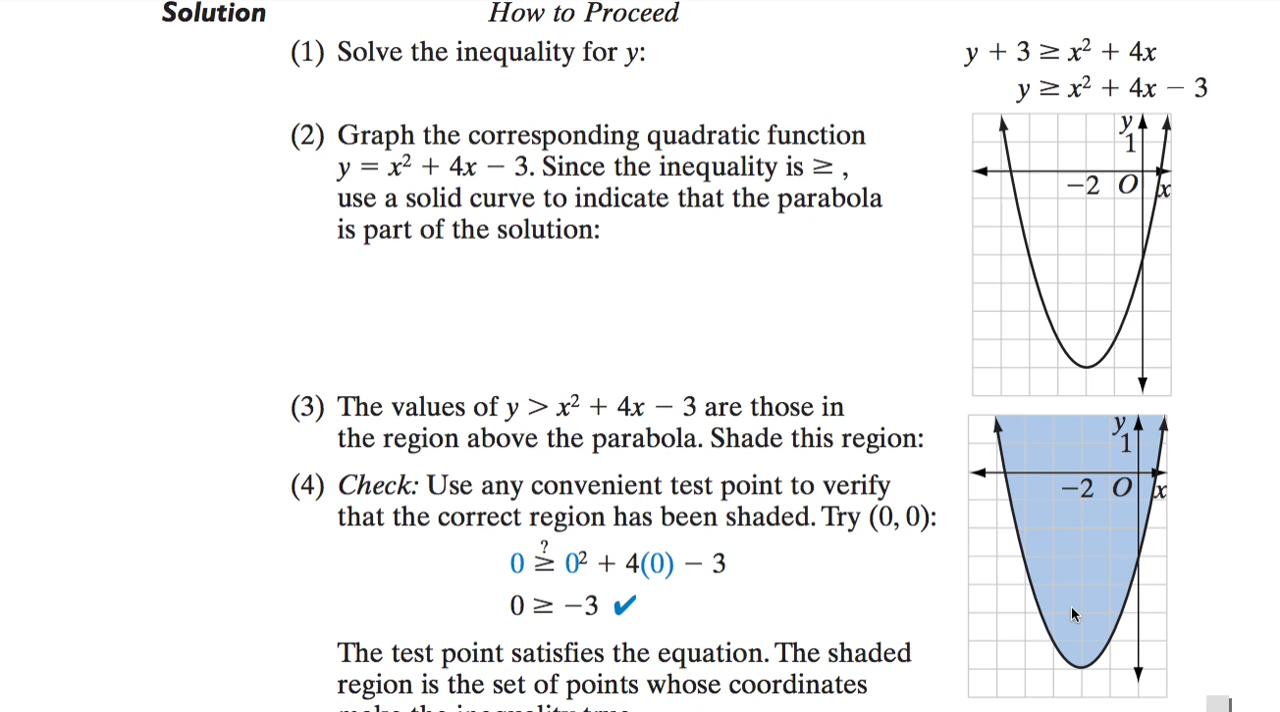 Solution How to Proceed
(1) Solve the inequality for y: y + 3 ≥ x² + 4x
y ≥ x² + 4x − 3
(2) Graph the corresponding quadratic function
y = x² + 4x − 3. Since the inequality is ≥ ,
use a solid curve to indicate that the parabola
is part of the solution:
y
1
−2 O x
(3) The values of y > x² + 4x − 3 are those in
the region above the parabola. Shade this region:
y
1
−2 O x
(4) Check: Use any convenient test point to verify
that the correct region has been shaded. Try (0, 0):
?
0 ≥ 0² + 4(0) − 3
0 ≥ −3 ✔
The test point satisfies the equation. The shaded
region is the set of points whose coordinates